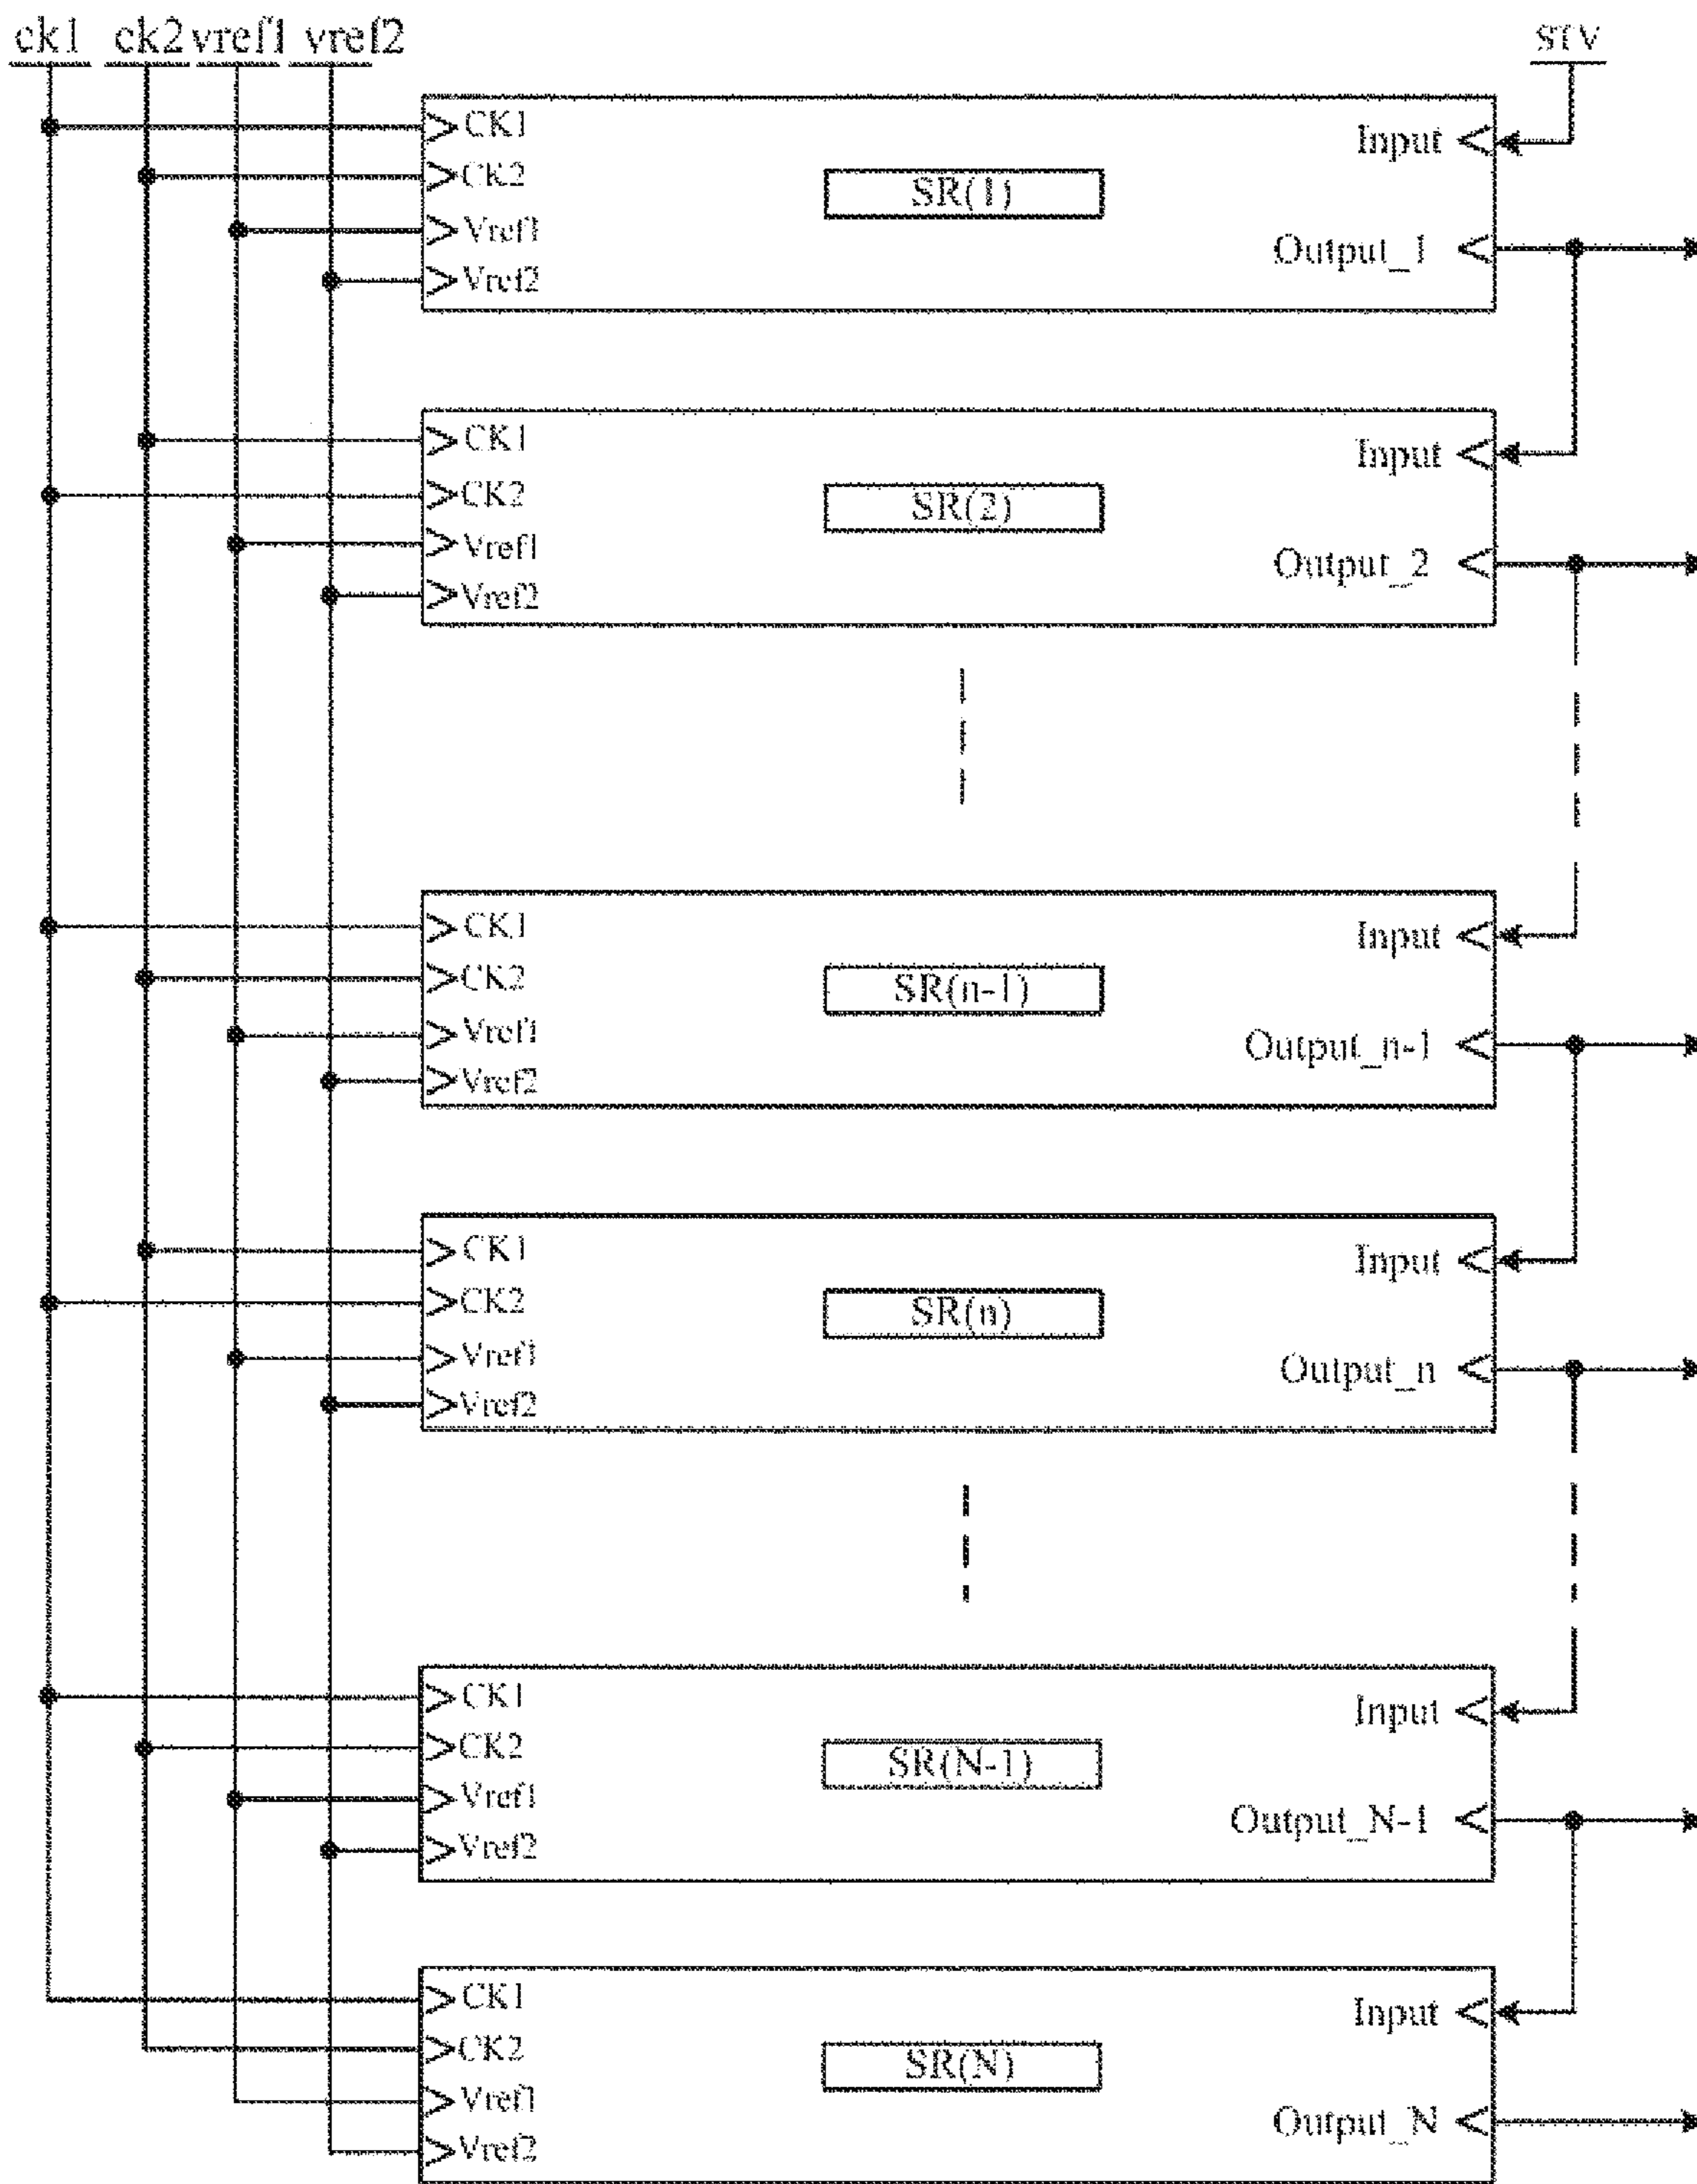 ck1 ck2 vref1 vref2 STV
CK1
Input
CK2
SR(1)
Vref1
Output_1
Vref2
CK1
Input
CK2
SR(2)
Vref1
Output_2
Vref2
CK1
Input
CK2
SR(n-1)
Vref1
Output_n-1
Vref2
CK1
Input
CK2
SR(n)
Vref1
Output_n
Vref2
CK1
Input
CK2
SR(N-1)
Vref1
Output_N-1
Vref2
CK1
Input
CK2
SR(N)
Vref1
Output_N
Vref2